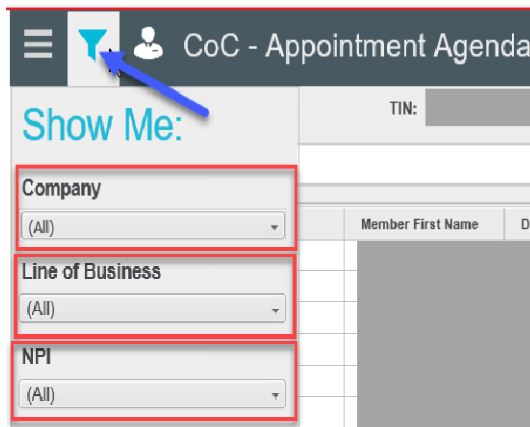 CoC - Appointment Agenda
TIN:
Show Me:
Company
(All)
Member First Name
D
Line of Business
(All)
NPI
(All)